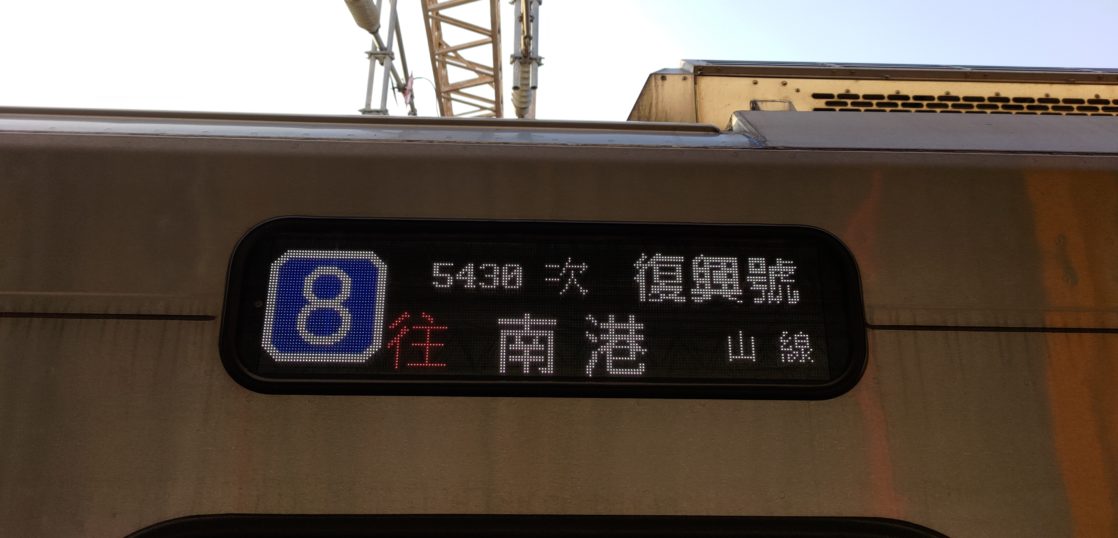 8
5430 次 復興號
往 南港 山線